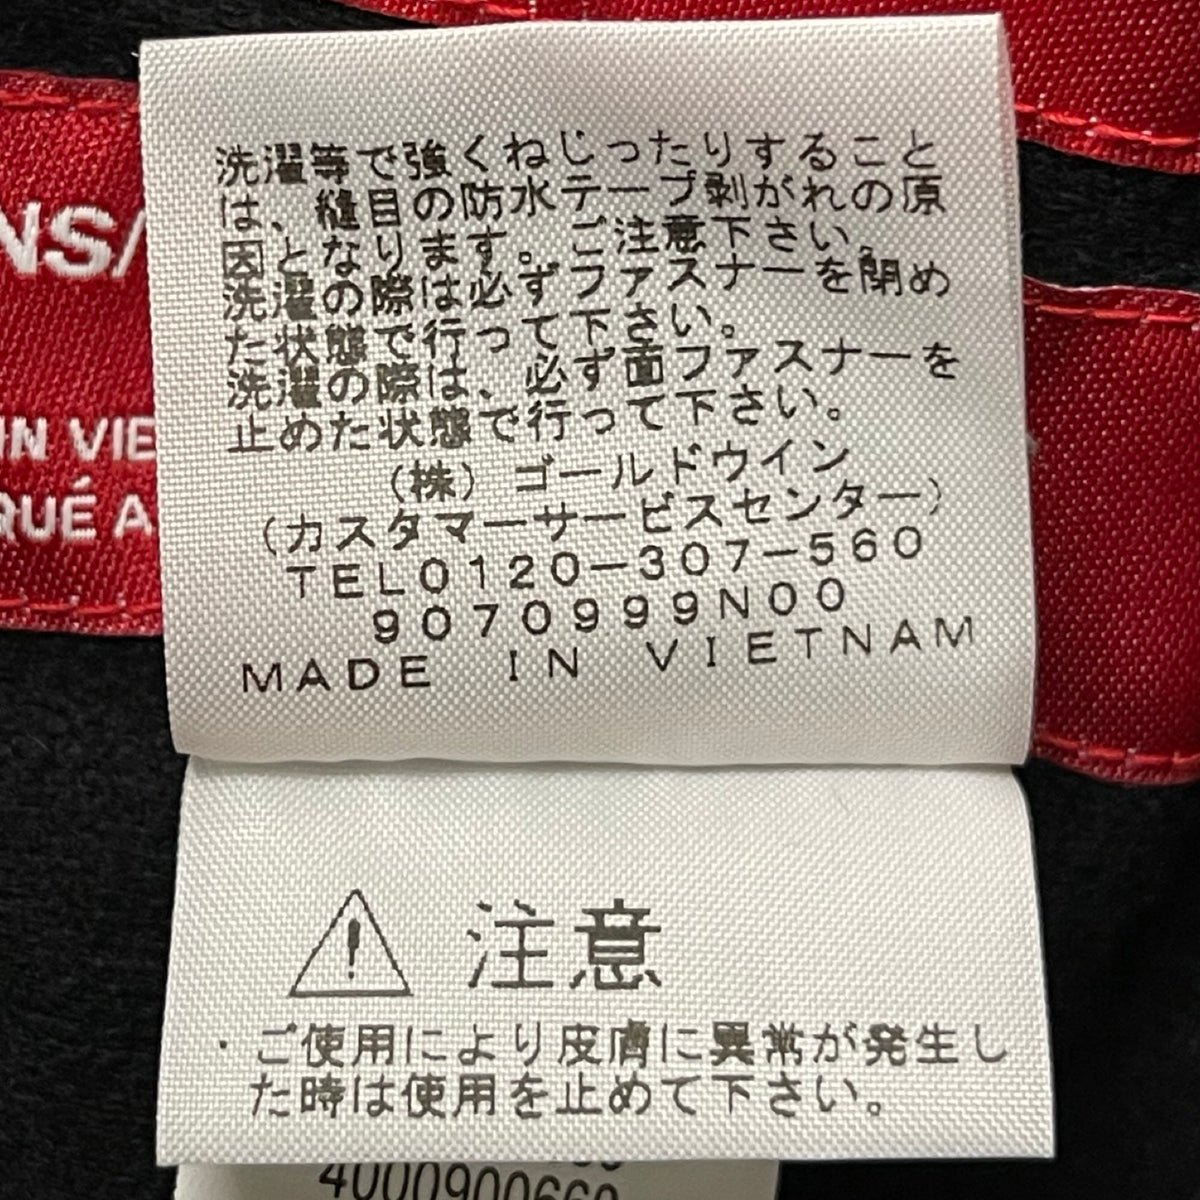 洗濯等で強くねじったりすること
は、縫目の防水テープ剥がれの原
因となります。ご注意下さい。
洗濯の際は必ずファスナーを閉め
た状態で行って下さい。
洗濯の際は、必ず面ファスナーを
止めた状態で行って下さい。
(株)ゴールドウイン
(カスタマーサービスセンター)
TEL0120-307-560
9070999N00
MADE IN VIETNAM
NS/
IN VIE
QUÉ A
注意
・ご使用により皮膚に異常が発生し
た時は使用を止めて下さい。
4000900660